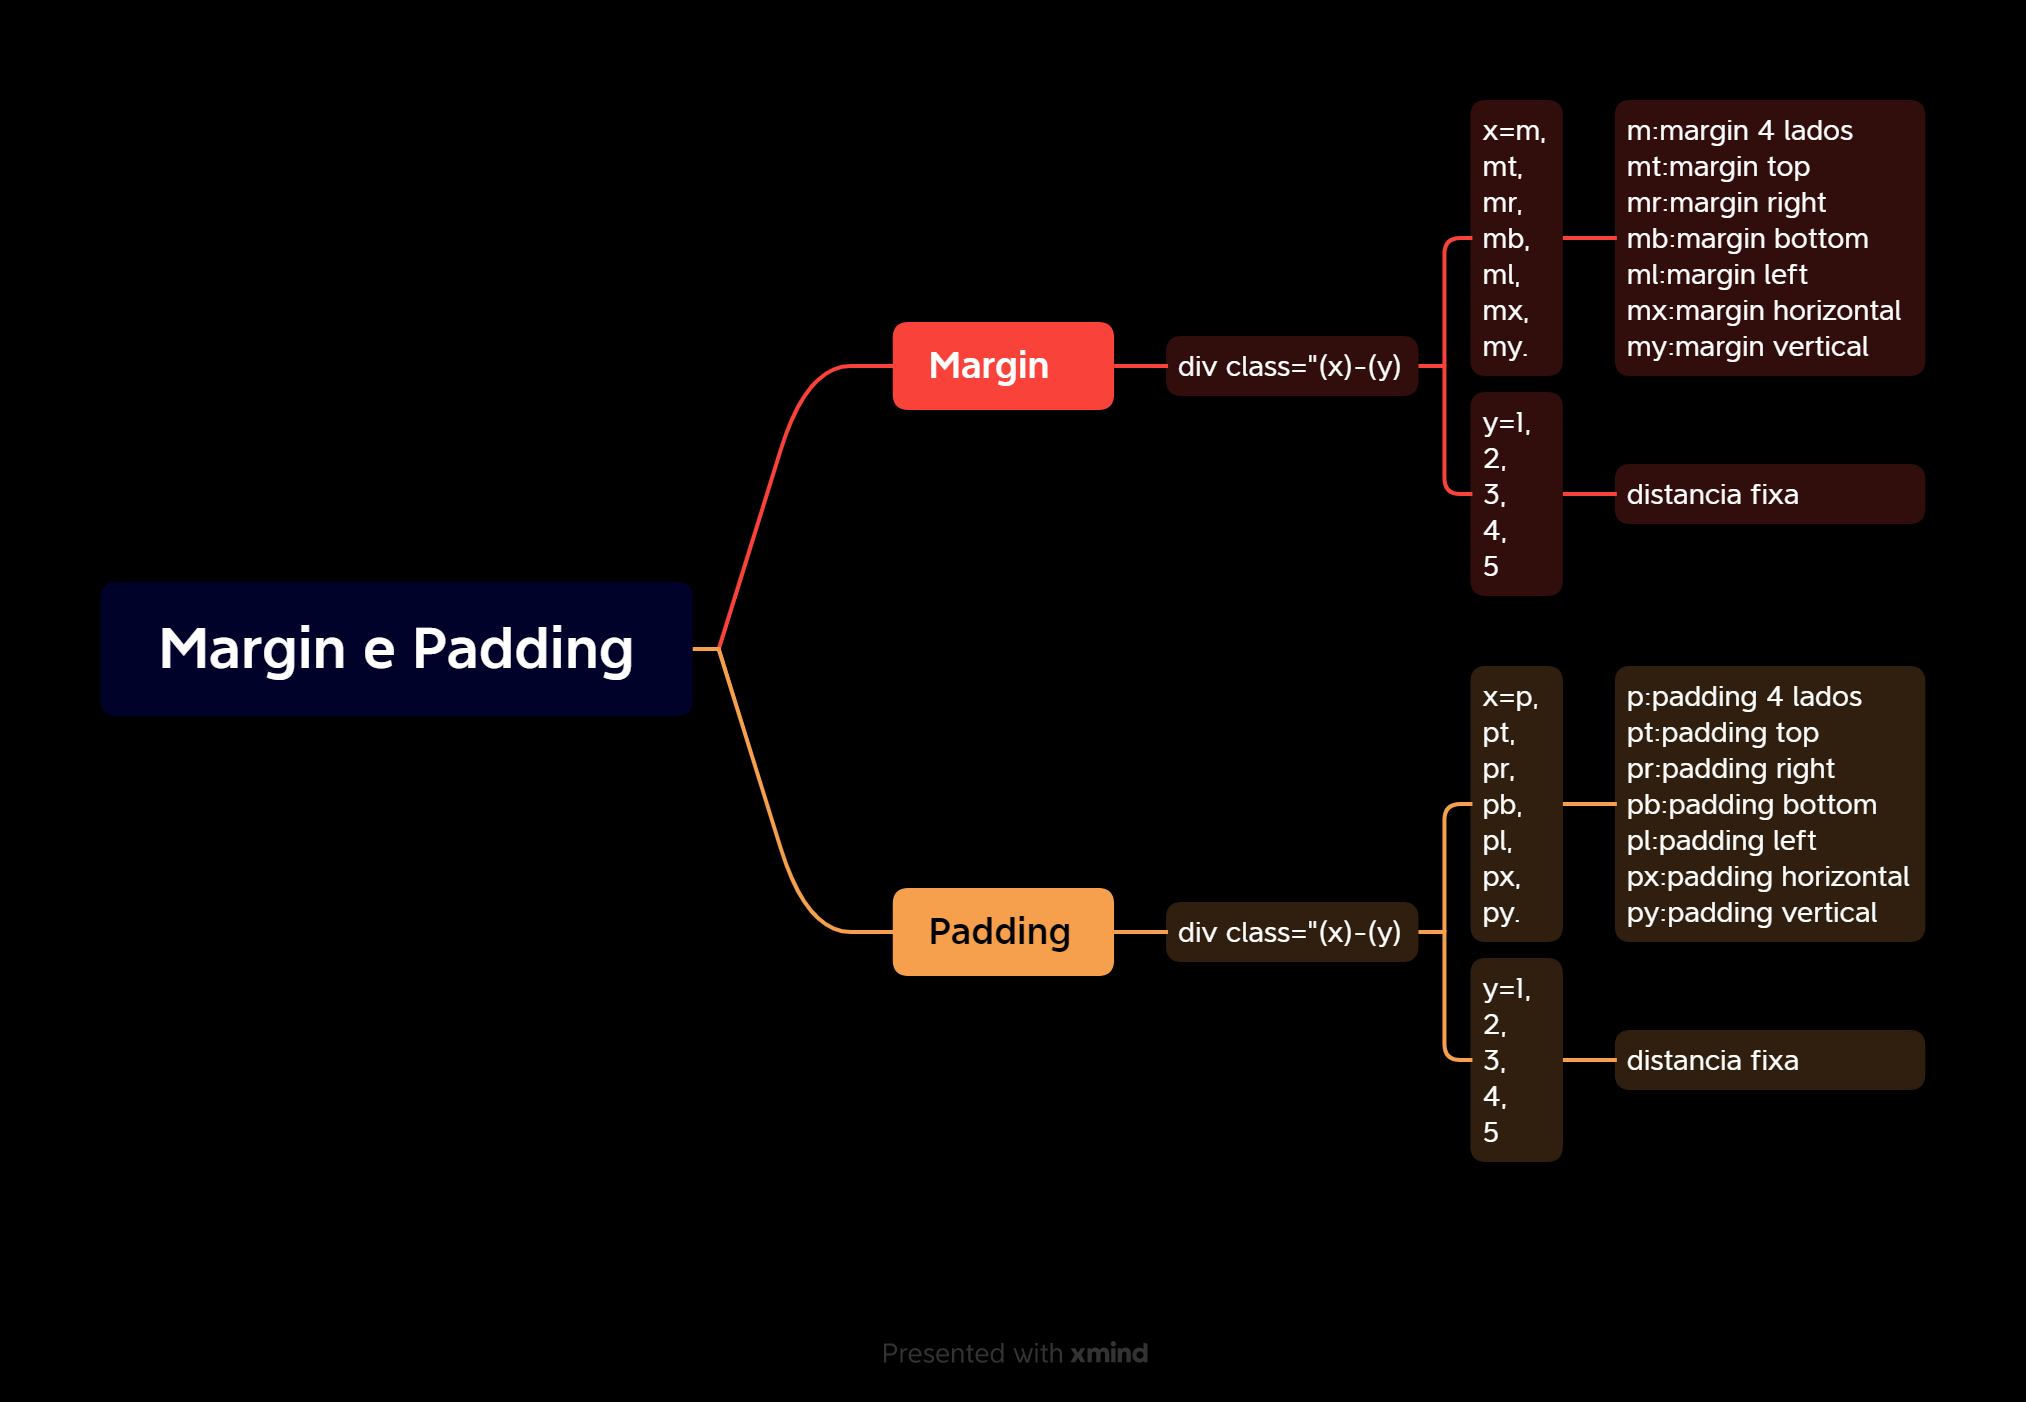 Margin e Padding
Margin
div class="(x)-(y)
x=m,
mt,
mr,
mb,
ml,
mx,
my.
m:margin 4 lados
mt:margin top
mr:margin right
mb:margin bottom
ml:margin left
mx:margin horizontal
my:margin vertical
y=1,
2,
3,
4,
5
distancia fixa
Padding
div class="(x)-(y)
x=p,
pt,
pr,
pb,
pl,
px,
py.
p:padding 4 lados
pt:padding top
pr:padding right
pb:padding bottom
pl:padding left
px:padding horizontal
py:padding vertical
y=1,
2,
3,
4,
5
distancia fixa
Presented with xmind